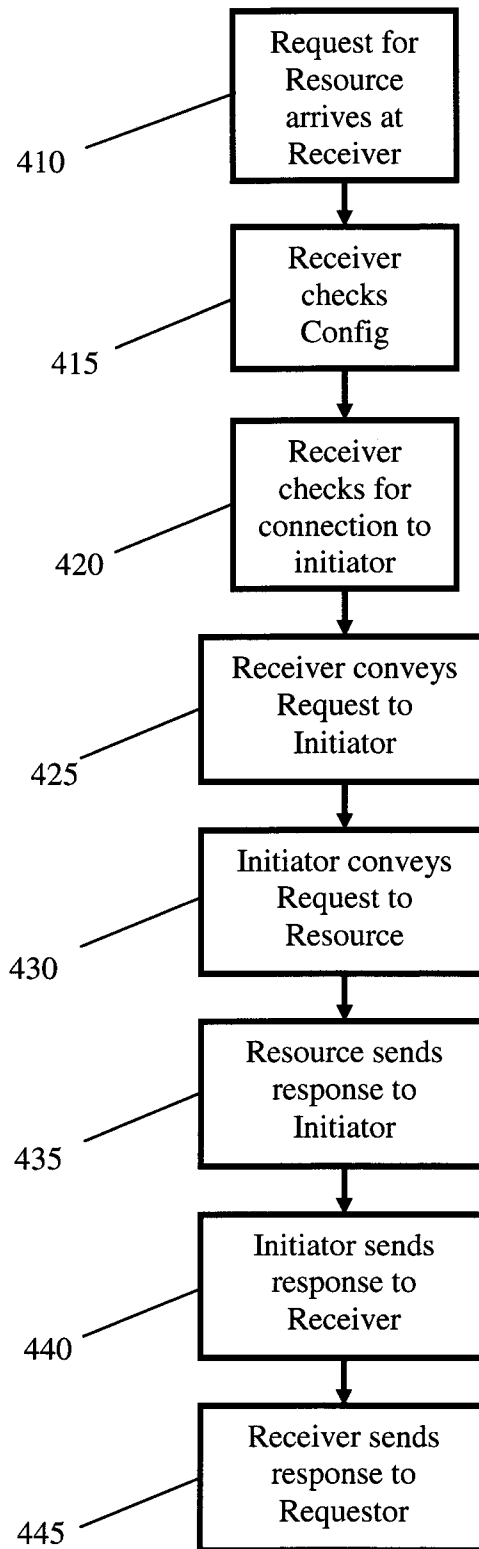 Request for
Resource
arrives at
Receiver
410
Receiver
checks
Config
415
Receiver
checks for
connection to
initiator
420
Receiver conveys
Request to
Initiator
425
Initiator conveys
Request to
Resource
430
Resource sends
response to
Initiator
435
Initiator sends
response to
Receiver
440
Receiver sends
response to
Requestor
445